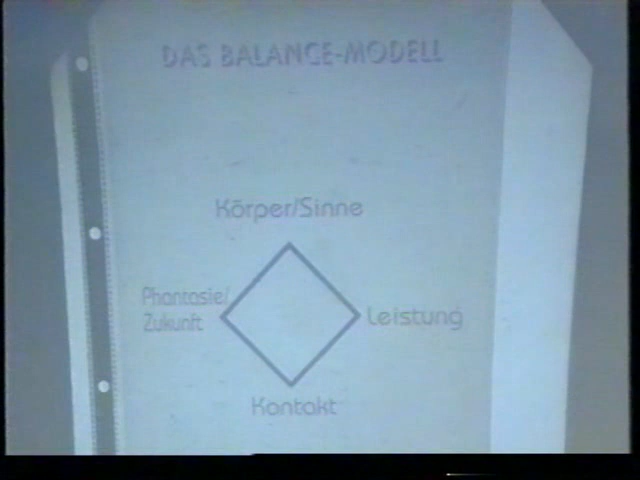 DAS BALANCE-MODELL
Körper/Sinne
Phantasie/
Zukunft
Leistung
Kontakt